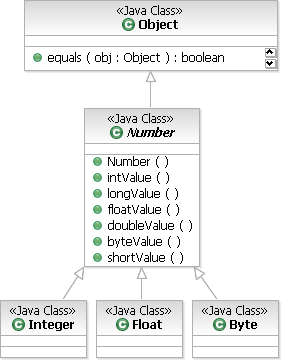 «Java Class»
Object
equals ( obj : Object ) : boolean
«Java Class»
Number
Number ( )
intValue ( )
longValue ( )
floatValue ( )
doubleValue ( )
byteValue ( )
shortValue ( )
«Java Class»
Integer
«Java Class»
Float
«Java Class»
Byte